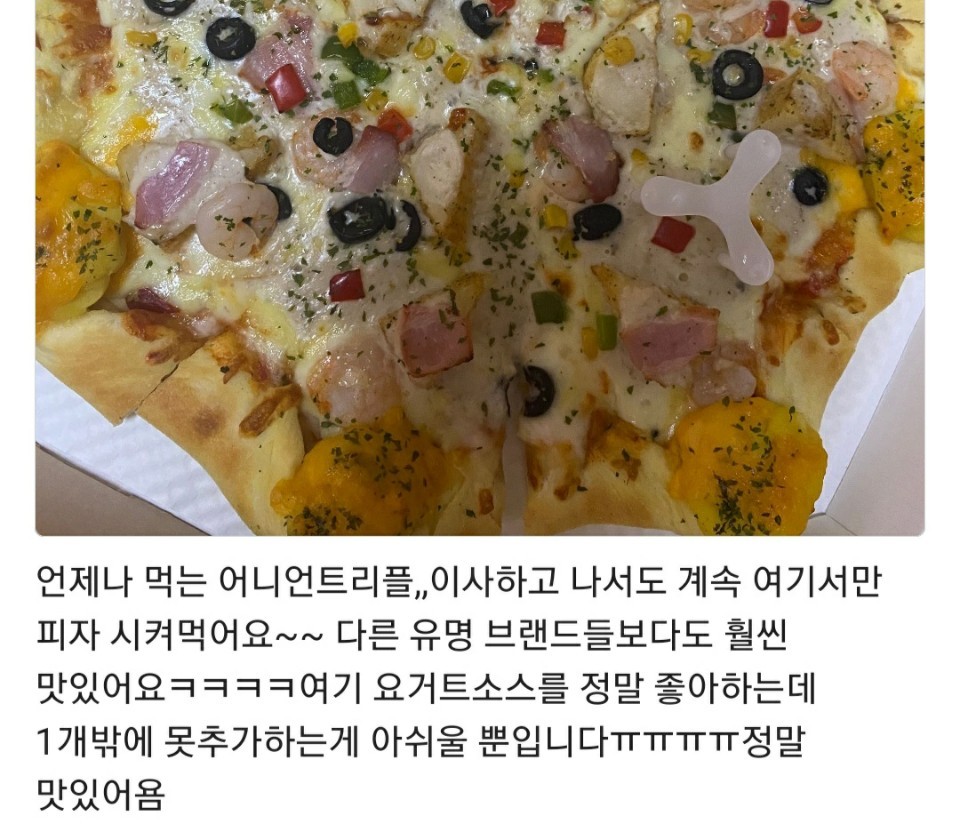 언제나 먹는 어니언트리플,,이사하고 나서도 계속 여기서만
피자 시켜먹어요~~ 다른 유명 브랜드들보다도 훨씬
맛있어요ㅋㅋㅋㅋ여기 요거트소스를 정말 좋아하는데
1개밖에 못추가하는게 아쉬울 뿐입니다ㅠㅠㅠㅠ정말
맛있어욤